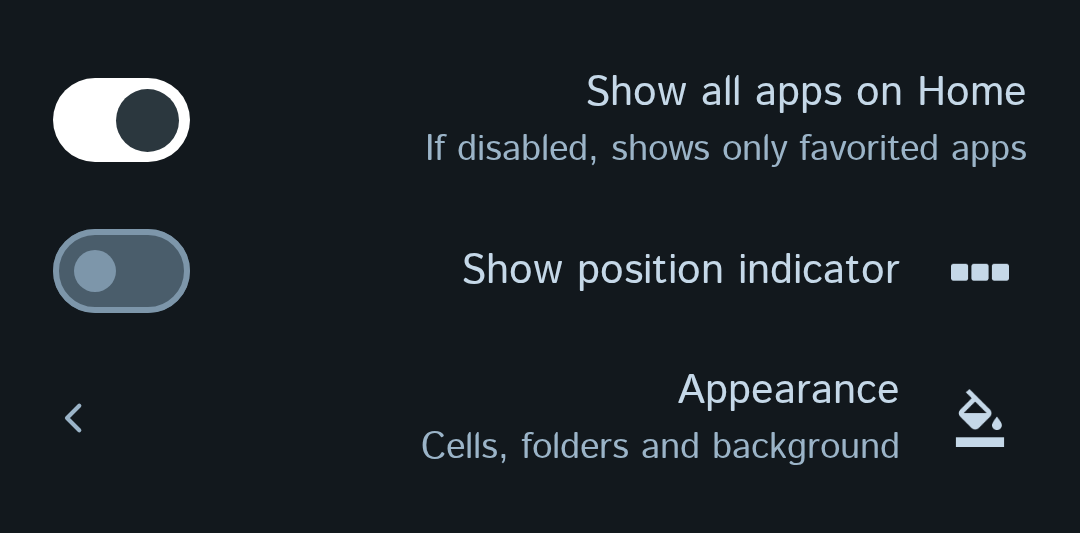 Show all apps on Home
If disabled, shows only favorited apps
Show position indicator
Appearance
Cells, folders and background